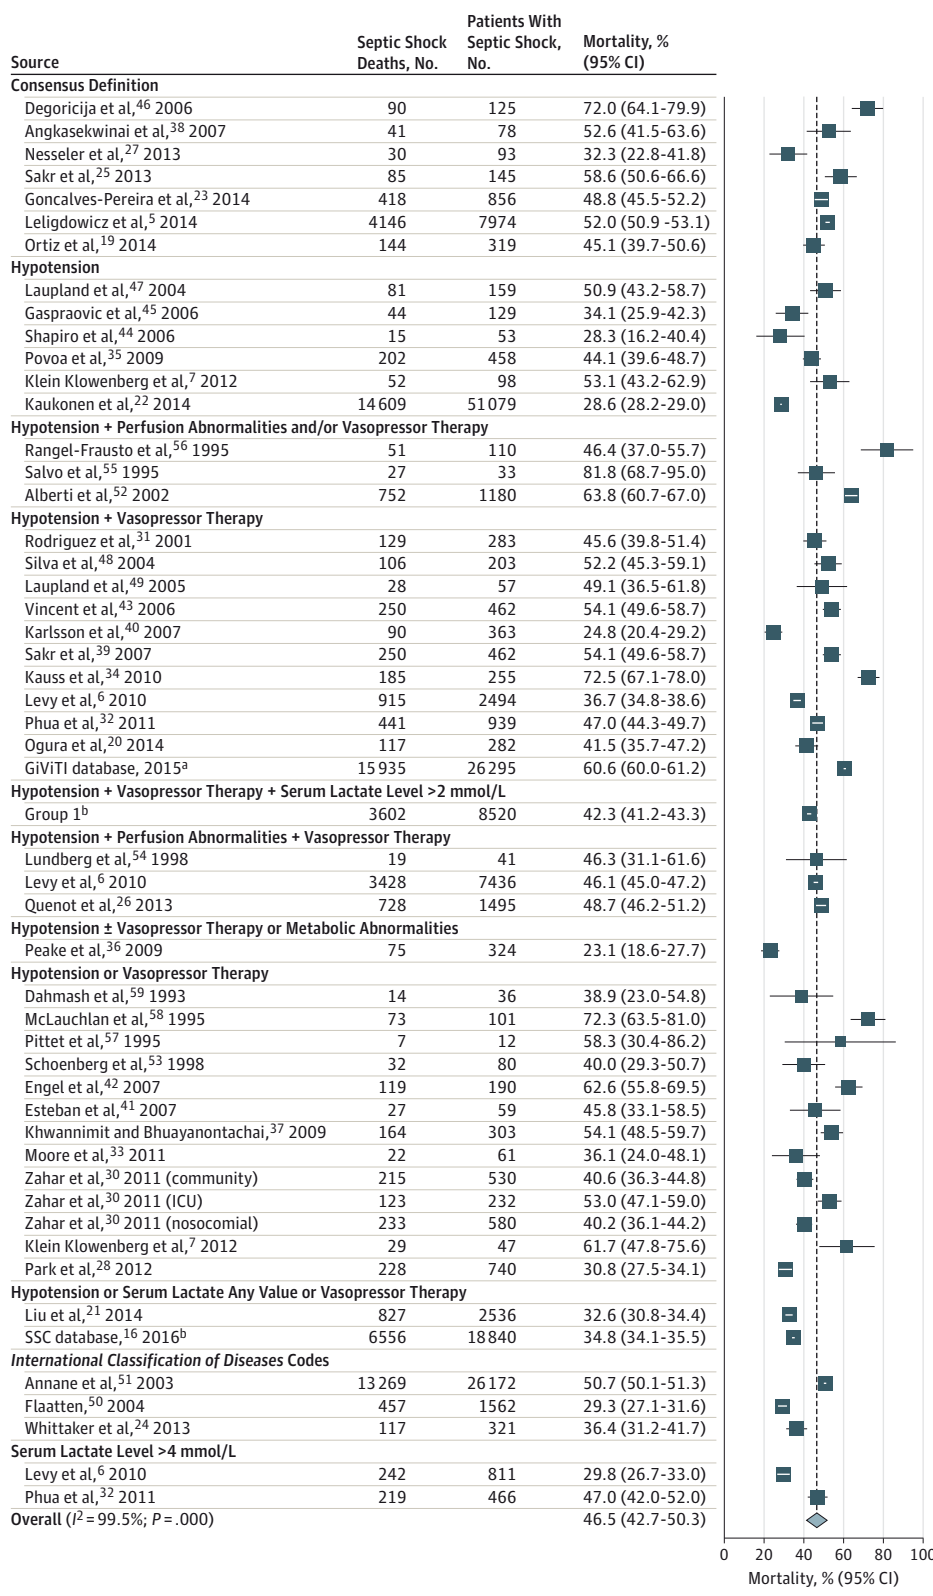 Source Septic Shock Deaths, No. Patients With Septic Shock, No. Mortality, % (95% CI)
Consensus Definition
Degoricija et al,46 2006 90 125 72.0 (64.1-79.9)
Angkasekwinai et al,38 2007 41 78 52.6 (41.5-63.6)
Nesseler et al,27 2013 30 93 32.3 (22.8-41.8)
Sakr et al,25 2013 85 145 58.6 (50.6-66.6)
Goncalves-Pereira et al,23 2014 418 856 48.8 (45.5-52.2)
Leligdowicz et al,5 2014 4146 7974 52.0 (50.9 -53.1)
Ortiz et al,19 2014 144 319 45.1 (39.7-50.6)
Hypotension
Laupland et al,47 2004 81 159 50.9 (43.2-58.7)
Gaspraovic et al,45 2006 44 129 34.1 (25.9-42.3)
Shapiro et al,44 2006 15 53 28.3 (16.2-40.4)
Povoa et al,35 2009 202 458 44.1 (39.6-48.7)
Klein Klowenberg et al,7 2012 52 98 53.1 (43.2-62.9)
Kaukonen et al,22 2014 14 609 51 079 28.6 (28.2-29.0)
Hypotension + Perfusion Abnormalities and/or Vasopressor Therapy
Rangel-Frausto et al,56 1995 51 110 46.4 (37.0-55.7)
Salvo et al,55 1995 27 33 81.8 (68.7-95.0)
Alberti et al,52 2002 752 1180 63.8 (60.7-67.0)
Hypotension + Vasopressor Therapy
Rodriguez et al,31 2001 129 283 45.6 (39.8-51.4)
Silva et al,48 2004 106 203 52.2 (45.3-59.1)
Laupland et al,49 2005 28 57 49.1 (36.5-61.8)
Vincent et al,43 2006 250 462 54.1 (49.6-58.7)
Karlsson et al,40 2007 90 363 24.8 (20.4-29.2)
Sakr et al,39 2007 250 462 54.1 (49.6-58.7)
Kauss et al,34 2010 185 255 72.5 (67.1-78.0)
Levy et al,6 2010 915 2494 36.7 (34.8-38.6)
Phua et al,32 2011 441 939 47.0 (44.3-49.7)
Ogura et al,20 2014 117 282 41.5 (35.7-47.2)
GiViTI database, 2015a 15 935 26 295 60.6 (60.0-61.2)
Hypotension + Vasopressor Therapy + Serum Lactate Level >2 mmol/L
Group 1b 3602 8520 42.3 (41.2-43.3)
Hypotension + Perfusion Abnormalities + Vasopressor Therapy
Lundberg et al,54 1998 19 41 46.3 (31.1-61.6)
Levy et al,6 2010 3428 7436 46.1 (45.0-47.2)
Quenot et al,26 2013 728 1495 48.7 (46.2-51.2)
Hypotension ± Vasopressor Therapy or Metabolic Abnormalities
Peake et al,36 2009 75 324 23.1 (18.6-27.7)
Hypotension or Vasopressor Therapy
Dahmash et al,59 1993 14 36 38.9 (23.0-54.8)
McLauchlan et al,58 1995 73 101 72.3 (63.5-81.0)
Pittet et al,57 1995 7 12 58.3 (30.4-86.2)
Schoenberg et al,53 1998 32 80 40.0 (29.3-50.7)
Engel et al,42 2007 119 190 62.6 (55.8-69.5)
Esteban et al,41 2007 27 59 45.8 (33.1-58.5)
Khwannimit and Bhuayanontachai,37 2009 164 303 54.1 (48.5-59.7)
Moore et al,33 2011 22 61 36.1 (24.0-48.1)
Zahar et al,30 2011 (community) 215 530 40.6 (36.3-44.8)
Zahar et al,30 2011 (ICU) 123 232 53.0 (47.1-59.0)
Zahar et al,30 2011 (nosocomial) 233 580 40.2 (36.1-44.2)
Klein Klowenberg et al,7 2012 29 47 61.7 (47.8-75.6)
Park et al,28 2012 228 740 30.8 (27.5-34.1)
Hypotension or Serum Lactate Any Value or Vasopressor Therapy
Liu et al,21 2014 827 2536 32.6 (30.8-34.4)
SSC database,16 2016b 6556 18 840 34.8 (34.1-35.5)
International Classification of Diseases Codes
Annane et al,51 2003 13 269 26 172 50.7 (50.1-51.3)
Flaatten,50 2004 457 1562 29.3 (27.1-31.6)
Whittaker et al,24 2013 117 321 36.4 (31.2-41.7)
Serum Lactate Level >4 mmol/L
Levy et al,6 2010 242 811 29.8 (26.7-33.0)
Phua et al,32 2011 219 466 47.0 (42.0-52.0)
Overall (I2 = 99.5%; P = .000) 46.5 (42.7-50.3)
0 20 40 60 80 100
Mortality, % (95% CI)